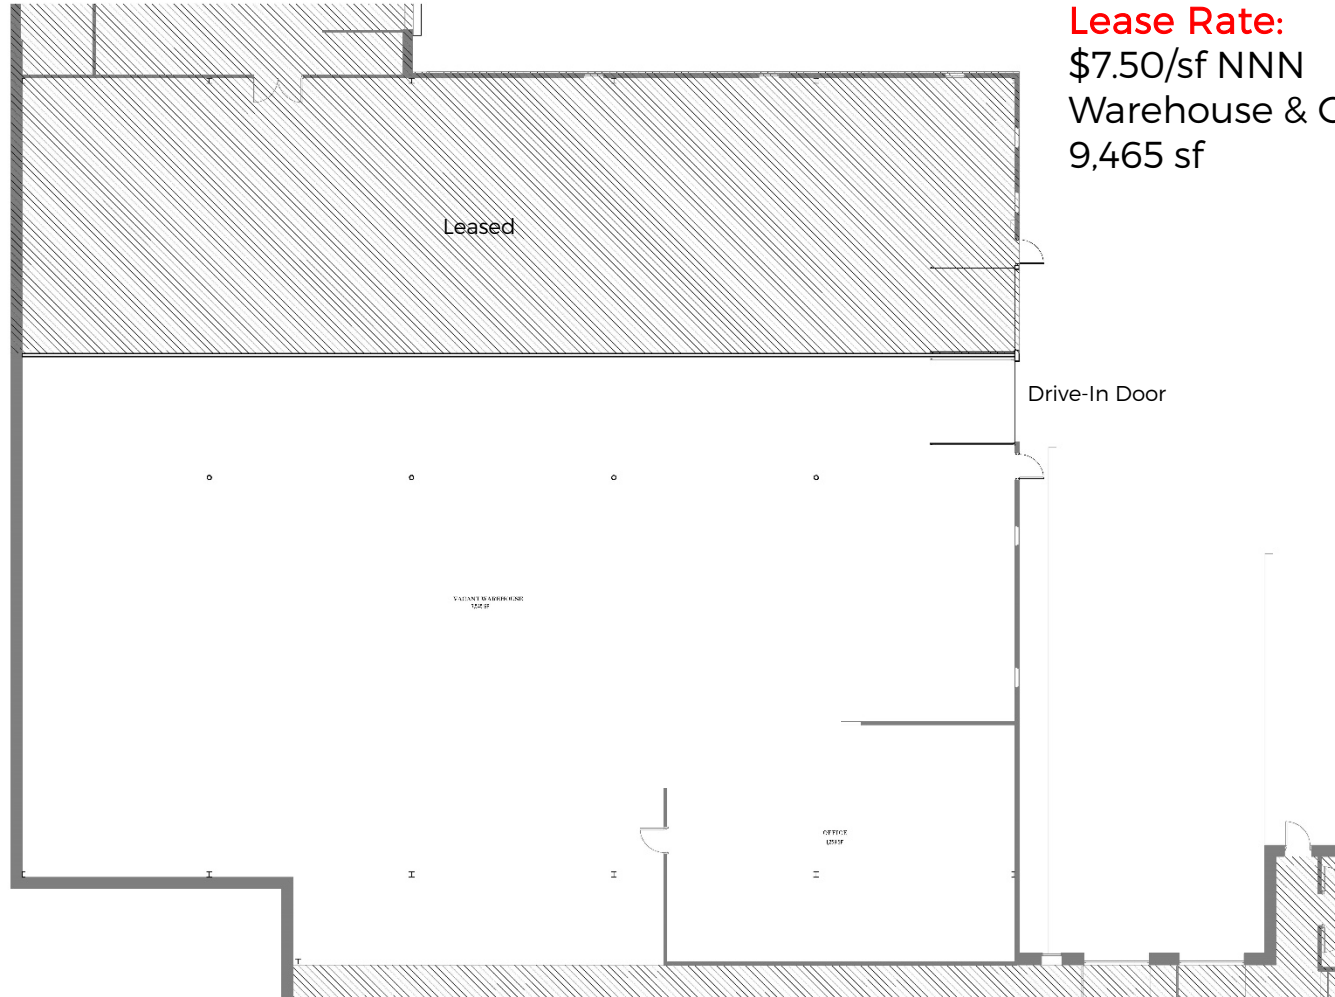 Lease Rate:
$7.50/sf NNN
Warehouse &
9,465 sf
Leased
Drive-In Door
VACANT WAREHOUSE
OFFICE